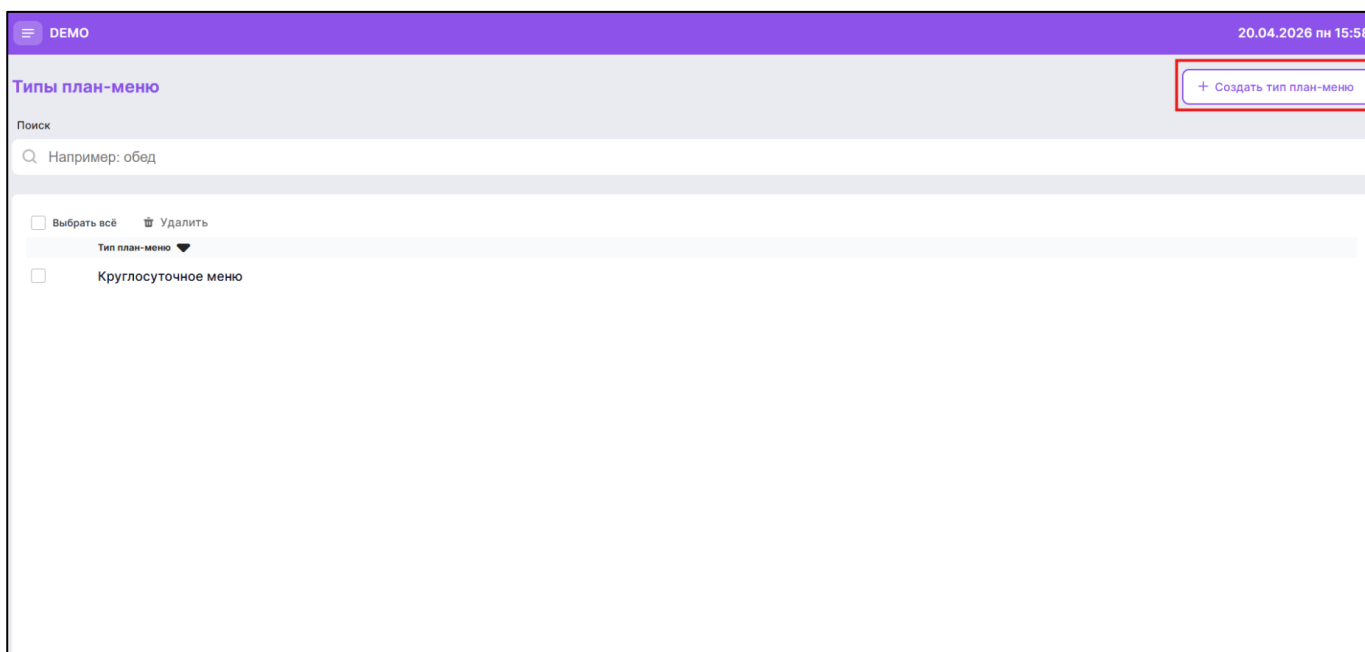 DEMO 20.04.2026 пн 15:58
Типы план-меню + Создать тип план-меню
Поиск
Например: обед
Выбрать всё Удалить
Тип план-меню
Круглосуточное меню